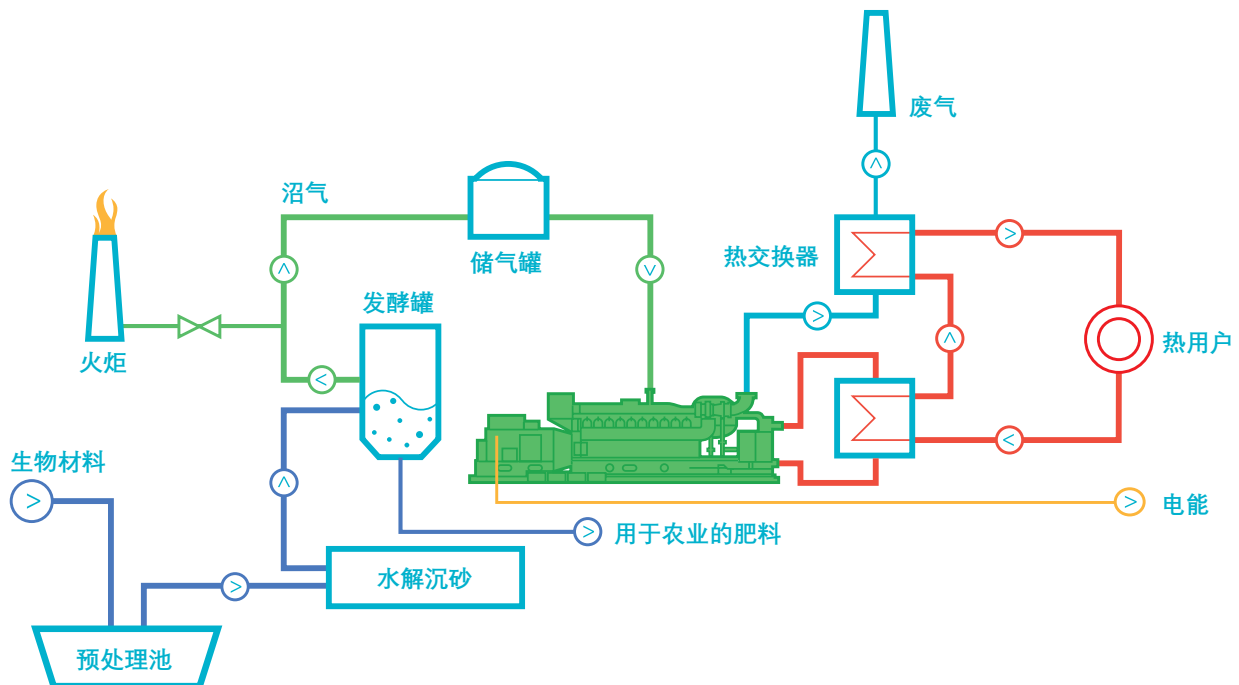 废气
沼气
储气罐
热交换器
发酵罐
火炬
热用户
生物材料
电能
用于农业的肥料
水解沉砂
预处理池